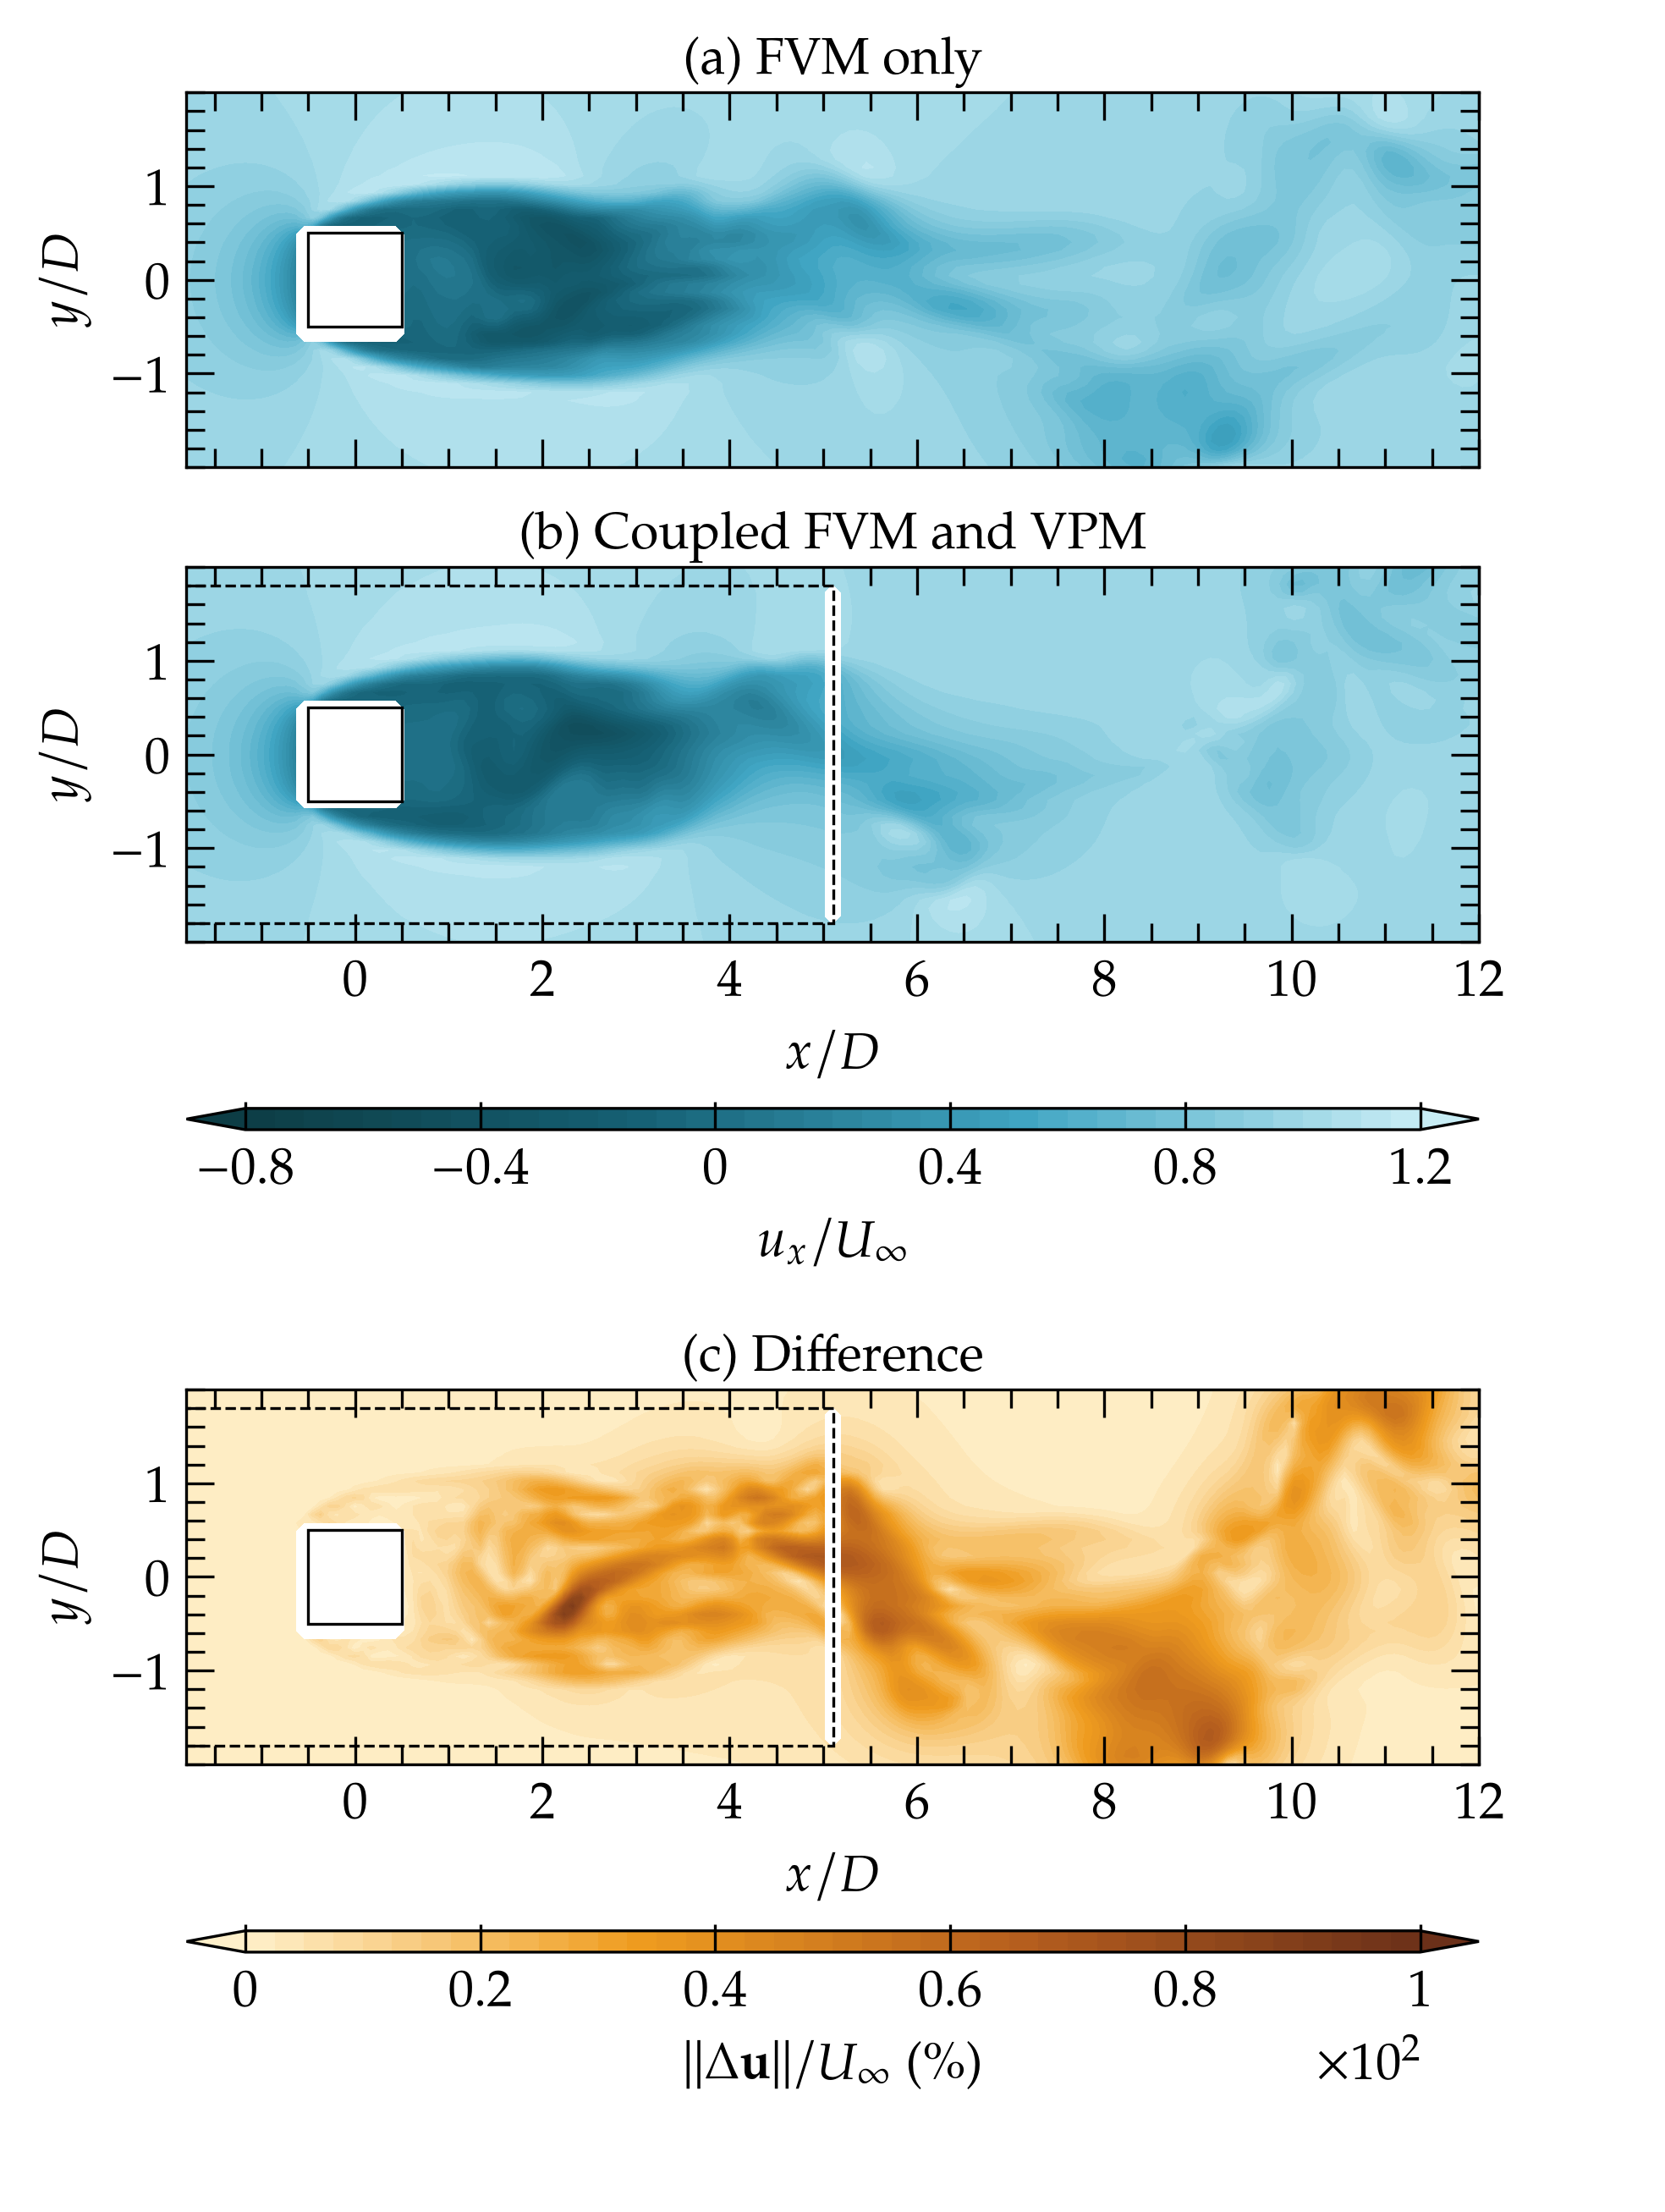 (a) FVM only
1
0
−1
y/D
(b) Coupled FVM and VPM
1
0
−1
y/D
0 2 4 6 8 10 12
x/D
−0.8 −0.4 0 0.4 0.8 1.2
u_x/U_∞
(c) Difference
1
0
−1
y/D
0 2 4 6 8 10 12
x/D
0 0.2 0.4 0.6 0.8 1
||Δu||/U_∞ (%) ×10²